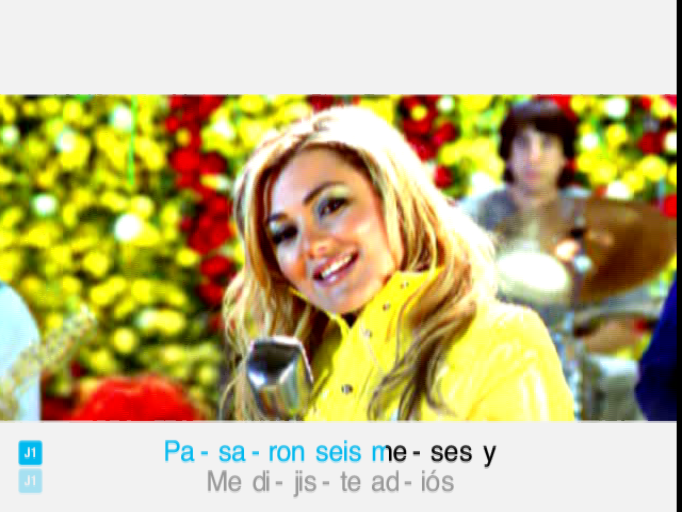 J1 Pa - sa - ron seis me - ses y
J1 Me di - jis - te ad - iós